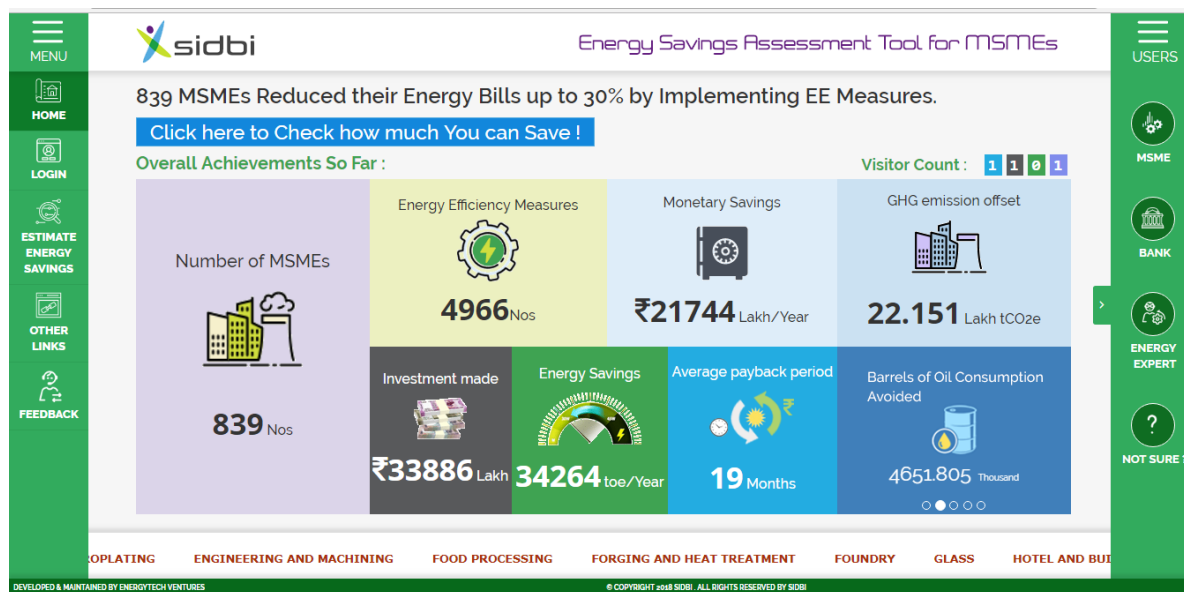 MENU
HOME
LOGIN
ESTIMATE
ENERGY
SAVINGS
OTHER
LINKS
FEEDBACK
sidbi
Energy Savings Assessment Tool for MSMEs
839 MSMEs Reduced their Energy Bills up to 30% by Implementing EE Measures.
Click here to Check how much You can Save !
Overall Achievements So Far :
Visitor Count : 1 1 0 1
Number of MSMEs
839 Nos
Energy Efficiency Measures
4966 Nos
Monetary Savings
₹21744 Lakh/Year
GHG emission offset
22.151 Lakh tCO2e
Investment made
₹33886 Lakh
Energy Savings
34264 toe/Year
Average payback period
₹
19 Months
Barrels of Oil Consumption
Avoided
4651.805 Thousand
USERS
MSME
BANK
ENERGY
EXPERT
?
NOT SURE ?
OPLATING ENGINEERING AND MACHINING FOOD PROCESSING FORGING AND HEAT TREATMENT FOUNDRY GLASS HOTEL AND BUI
DEVELOPED & MAINTAINED BY ENERGYTECH VENTURES
© COPYRIGHT 2018 SIDBI . ALL RIGHTS RESERVED BY SIDBI